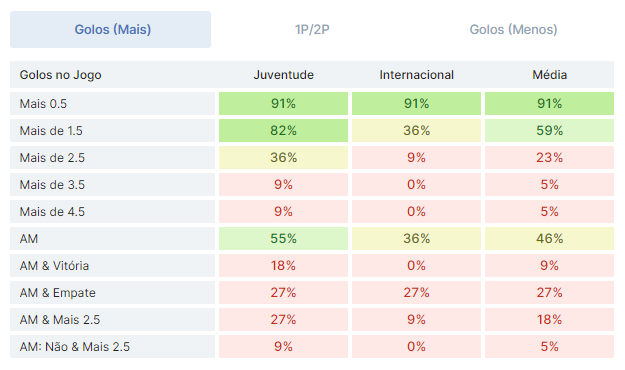 Golos (Mais) 1P/2P Golos (Menos)
Golos no Jogo Juventude Internacional Média
Mais 0.5 91% 91% 91%
Mais de 1.5 82% 36% 59%
Mais de 2.5 36% 9% 23%
Mais de 3.5 9% 0% 5%
Mais de 4.5 9% 0% 5%
AM 55% 36% 46%
AM & Vitória 18% 0% 9%
AM & Empate 27% 27% 27%
AM & Mais 2.5 27% 9% 18%
AM: Não & Mais 2.5 9% 0% 5%